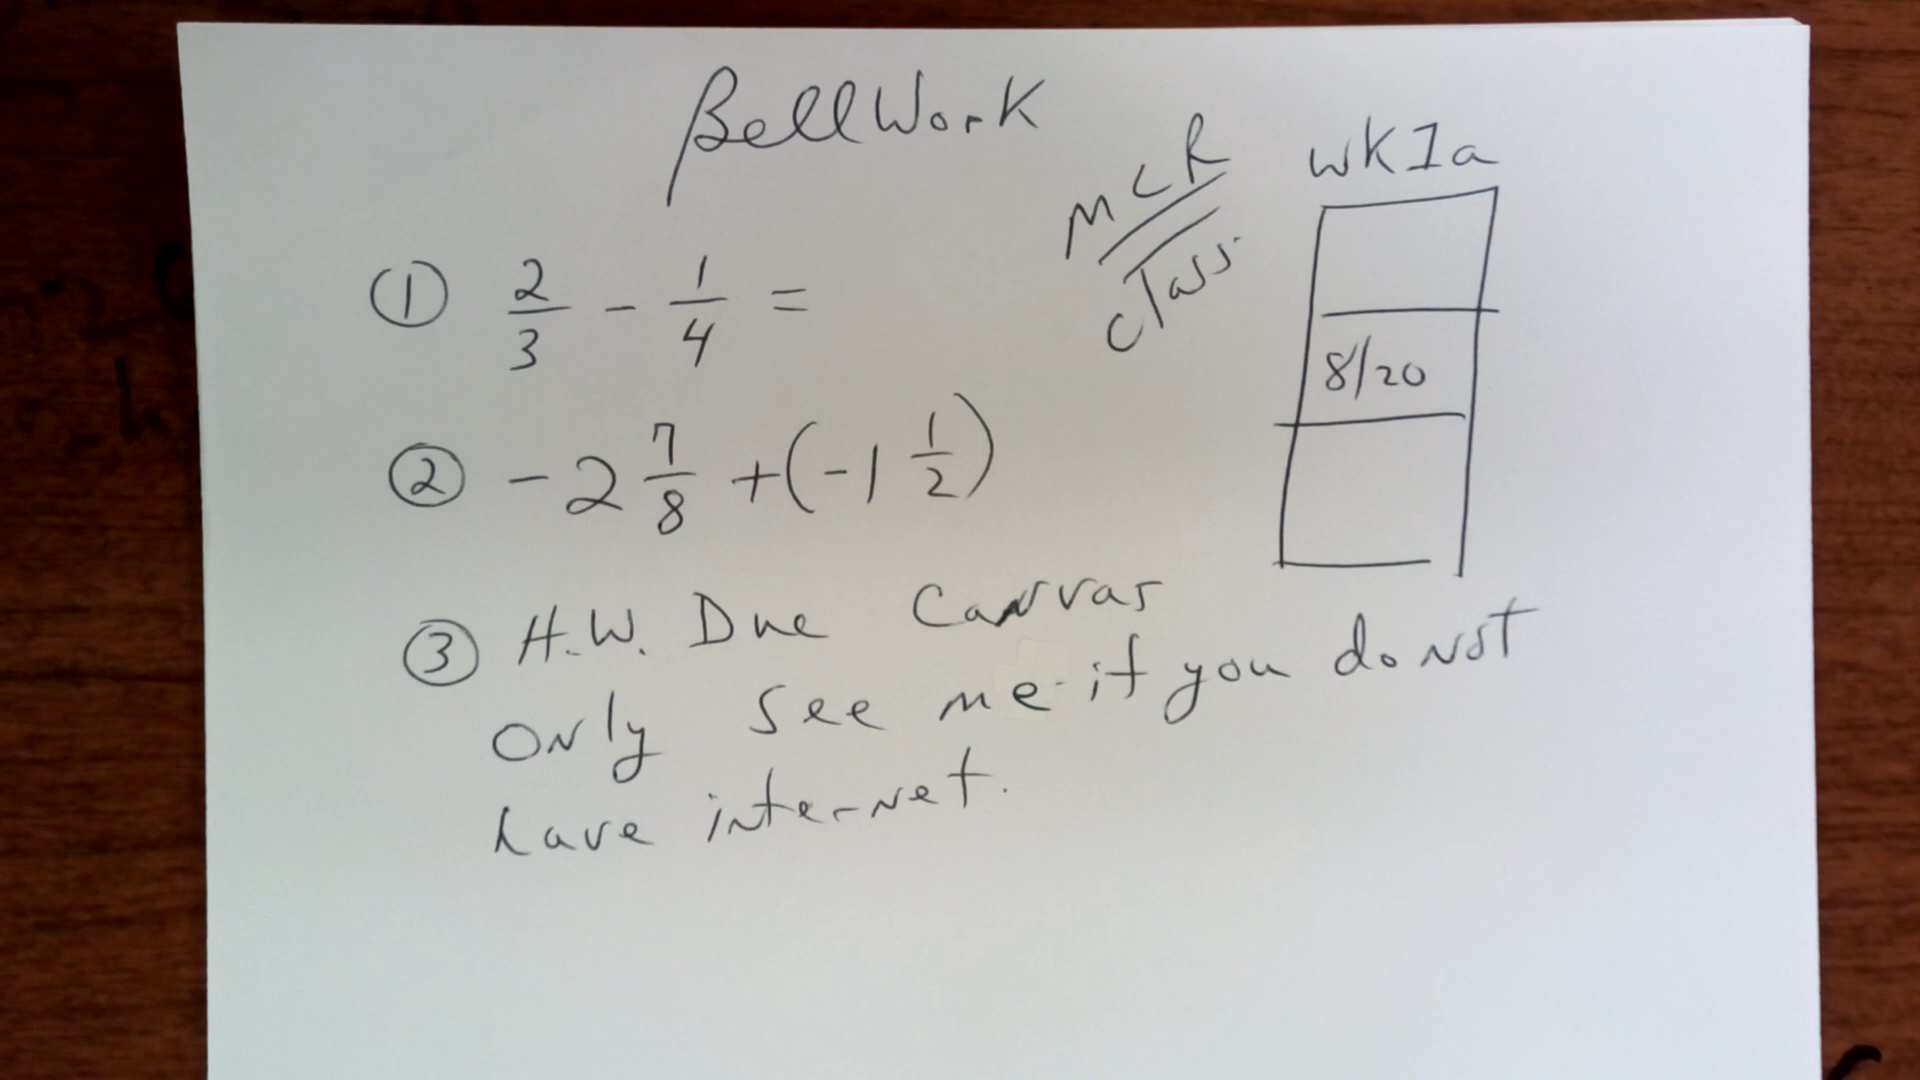 BellWork
MCR
Class
WK1a
① 2/3 - 1/4 =
8/20
② -2 7/8 + (-1 1/2)
③ H.W. Due Canvas
Only see me if you do not
have internet.